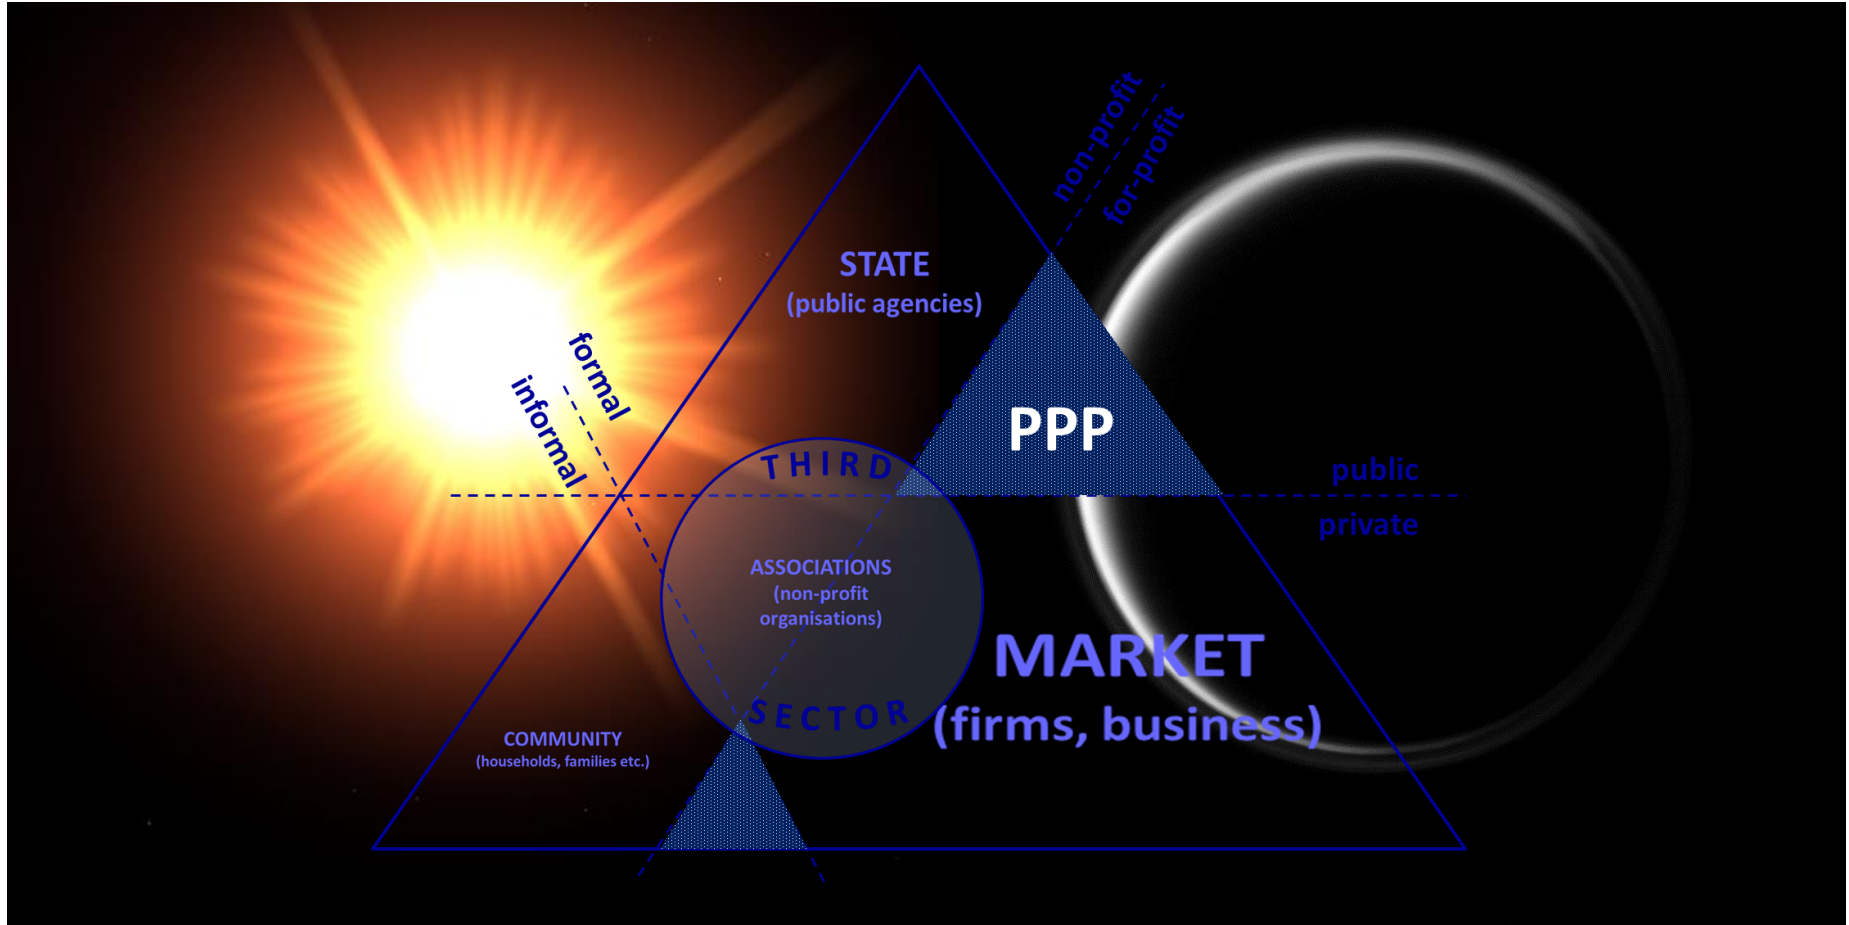 non-profit
for-profit
STATE
(public agencies)
formal
informal
PPP
THIRD
public
private
ASSOCIATIONS
(non-profit
organisations)
MARKET
(firms, business)
SECTOR
COMMUNITY
(households, families etc.)